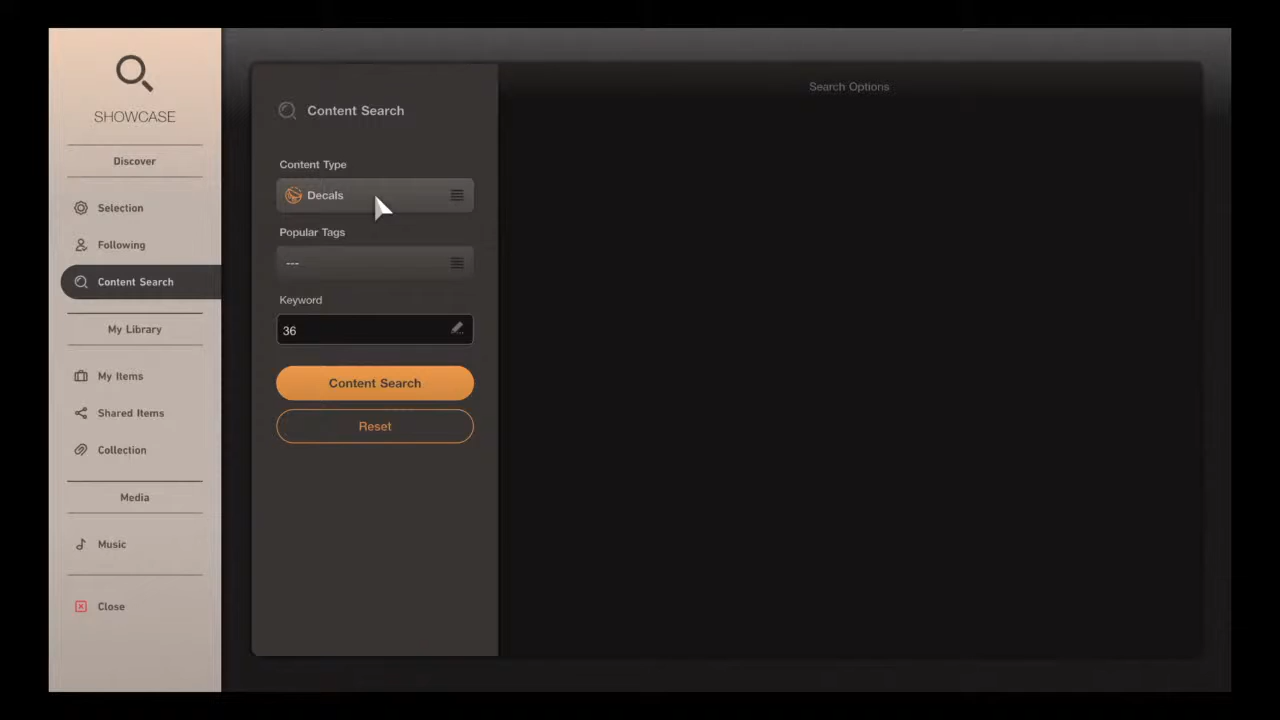 SHOWCASE
Discover
Selection
Following
Content Search
My Library
My Items
Shared Items
Collection
Media
Music
Close
Content Search
Content Type
Decals
Popular Tags
---
Keyword
36
Content Search
Reset
Search Options